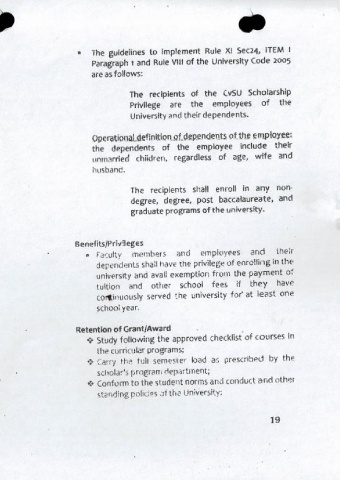 The guidelines to implement Rule XI Sec24, ITEM I
Paragraph 1 and Rule VIII of the University Code 2005
are as follows:
The recipients of the CvSU Scholarship
Privilege are the employees of the
University and their dependents.
Operational definition of dependents of the employee:
the dependents of the employee include their
unmarried children, regardless of age, wife and
husband.
The recipients shall enroll in any non-
degree, degree, post baccalaureate, and
graduate programs of the university.
Benefits/Privileges
Faculty members and employees and their
dependents shall have the privilege of enrolling in the
university and avail exemption from the payment of
tuition and other school fees if they have
continuously served the university for at least one
school year.
Retention of Grant/Award
❖ Study following the approved checklist of courses in
the curricular programs;
❖ Carry the full semester load as prescribed by the
scholar's program department;
❖ Conform to the student norms and conduct and other
standing policies of the University;
19